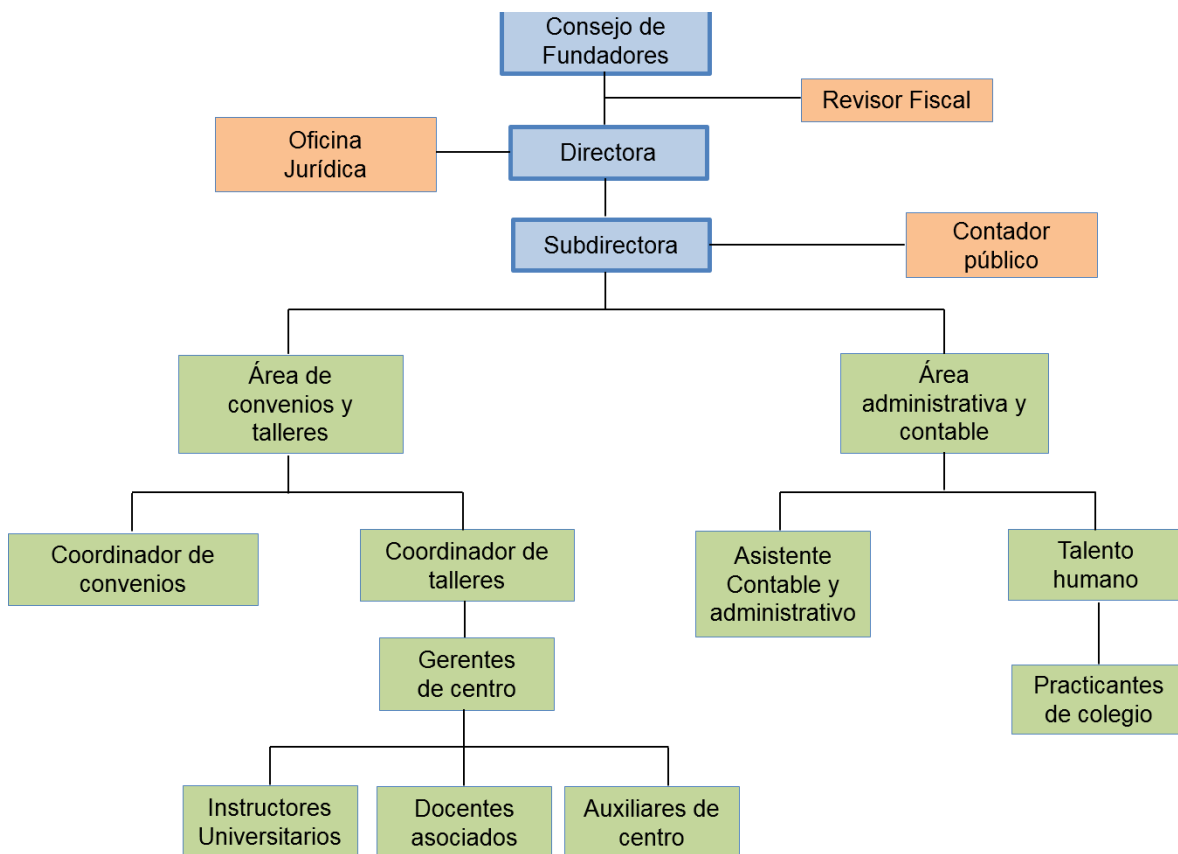 Consejo de
Fundadores
Revisor Fiscal
Oficina
Jurídica
Directora
Subdirectora
Contador
público
Área de
convenios y
talleres
Área
administrativa y
contable
Coordinador de
convenios
Coordinador de
talleres
Asistente
Contable y
administrativo
Talento
humano
Gerentes
de centro
Practicantes
de colegio
Instructores
Universitarios
Docentes
asociados
Auxiliares de
centro